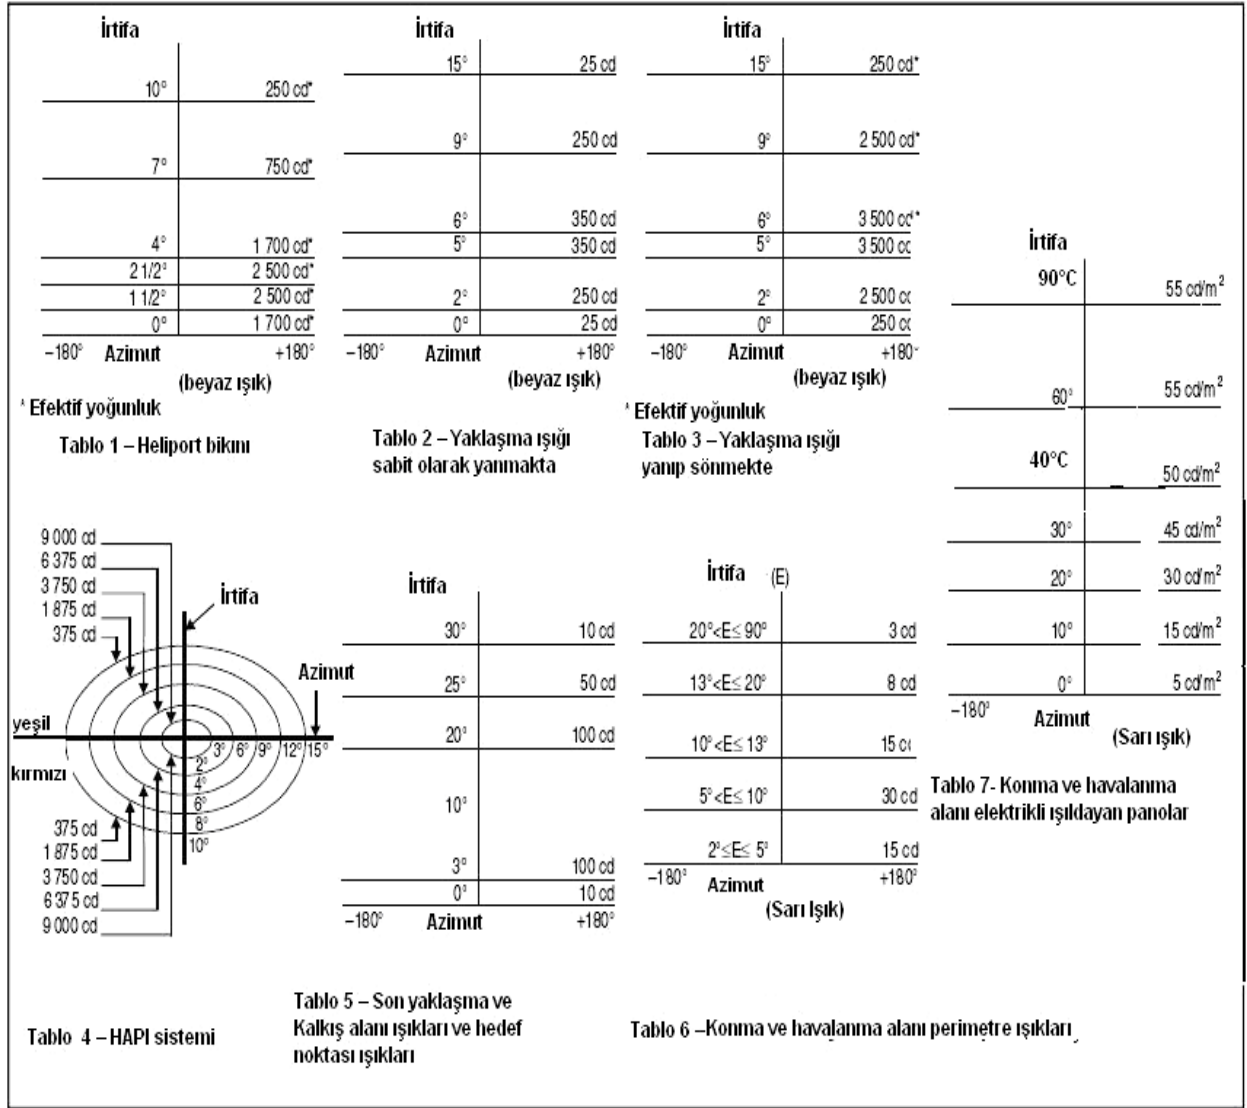 İrtifa
10° 250 cd*
7° 750 cd*
4° 1 700 cd*
2 1/2° 2 500 cd*
1 1/2° 2 500 cd*
0° 1 700 cd*
–180° Azimut +180°
(beyaz ışık)
* Efektif yoğunluk
Tablo 1 – Heliport bikını
İrtifa
15° 25 cd
9° 250 cd
6° 350 cd
5° 350 cd
2° 250 cd
0° 25 cd
–180° Azimut +180°
(beyaz ışık)
Tablo 2 – Yaklaşma ışığı
sabit olarak yanmakta
İrtifa
15° 250 cd*
9° 2 500 cd*
6° 3 500 cd*
5° 3 500 cc
2° 2 500 cc
0° 250 cc
–180° Azimut +180°
(beyaz ışık)
* Efektif yoğunluk
Tablo 3 – Yaklaşma ışığı
yanıp sönmekte
İrtifa
90°C 55 cd/m²
60° 55 cd/m²
40°C 50 cd/m²
30° 45 cd/m²
20° 30 cd/m²
10° 15 cd/m²
0° 5 cd/m²
–180° Azimut
(Sarı ışık)
Tablo 7- Konma ve havalanma
alanı elektrikli ışıldayan panolar
9 000 cd
6 375 cd
3 750 cd
1 875 cd
375 cd
İrtifa
Azimut
yeşil
3° 6° 9° 12° 15°
kırmızı
2°
4°
6°
8°
10°
375 cd
1 875 cd
3 750 cd
6 375 cd
9 000 cd
Tablo 4 – HAPI sistemi
İrtifa
30° 10 cd
25° 50 cd
20° 100 cd
10°
3° 100 cd
0° 10 cd
–180° Azimut +180°
Tablo 5 – Son yaklaşma ve
Kalkış alanı ışıkları ve hedef
noktası ışıkları
İrtifa (E)
20°<E≤ 90° 3 cd
13°<E≤ 20° 8 cd
10°<E≤ 13° 15 cı
5°<E≤ 10° 30 cd
2°≤E≤ 5° 15 cd
–180° Azimut +180°
(Sarı Işık)
Tablo 6 –Konma ve havalanma alanı perimetre ışıkları